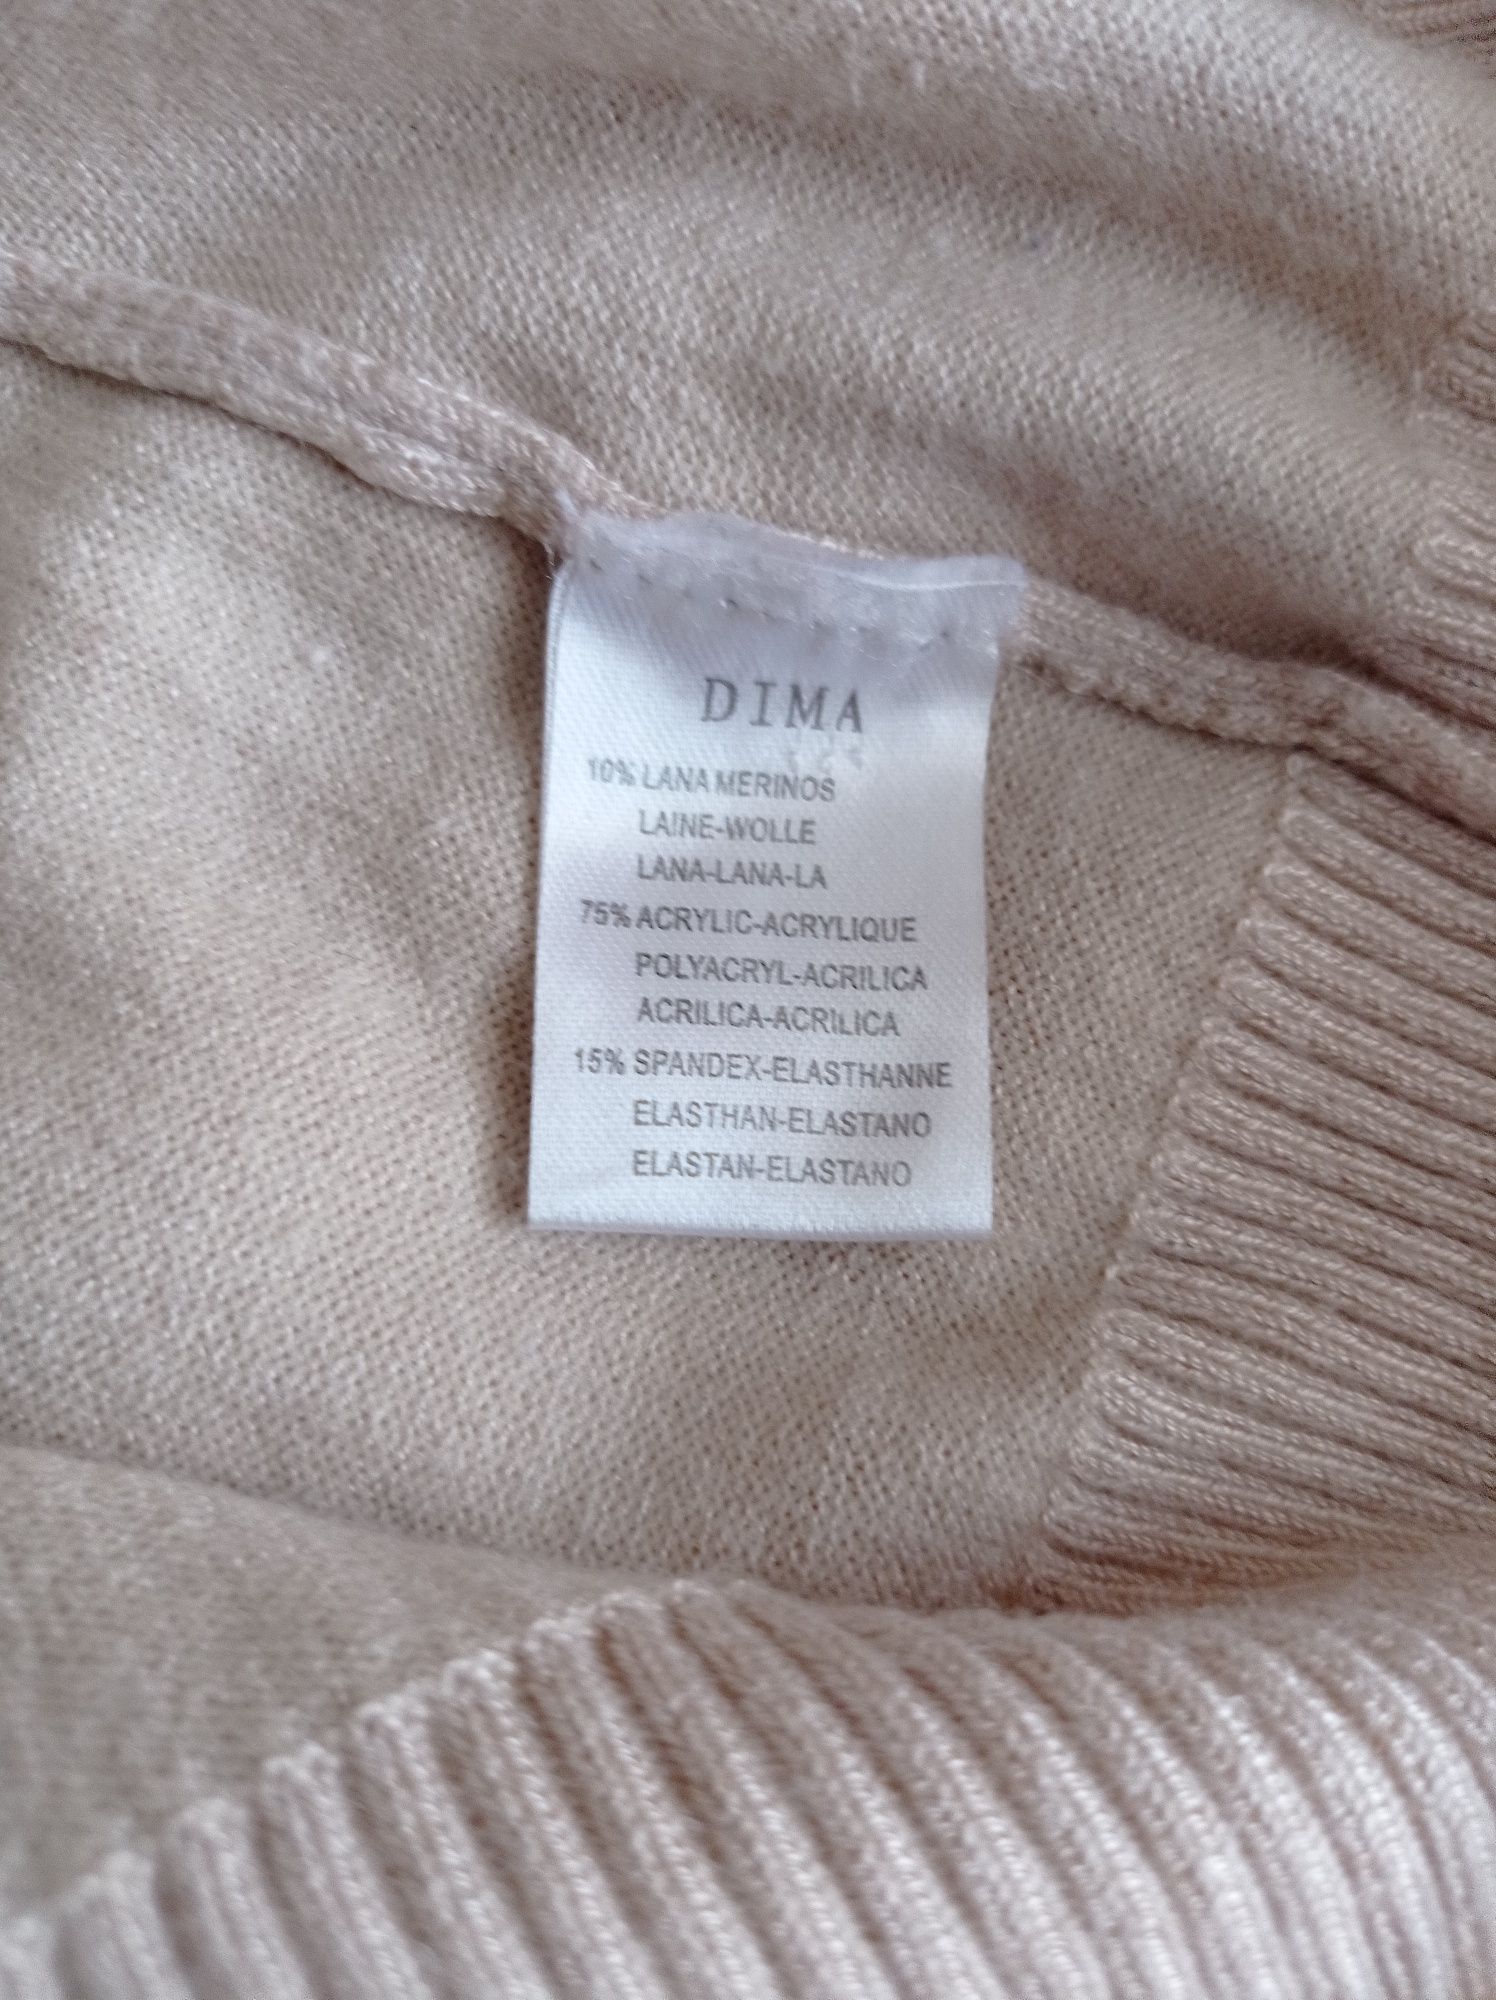 DIMA
10% LANA MERINOS
LAINE-WOLLE
LANA-LANA-LA
75% ACRYLIC-ACRYLIQUE
POLYACRYL-ACRILICA
ACRILICA-ACRILICA
15% SPANDEX-ELASTHANNE
ELASTHAN-ELASTANO
ELASTAN-ELASTANO